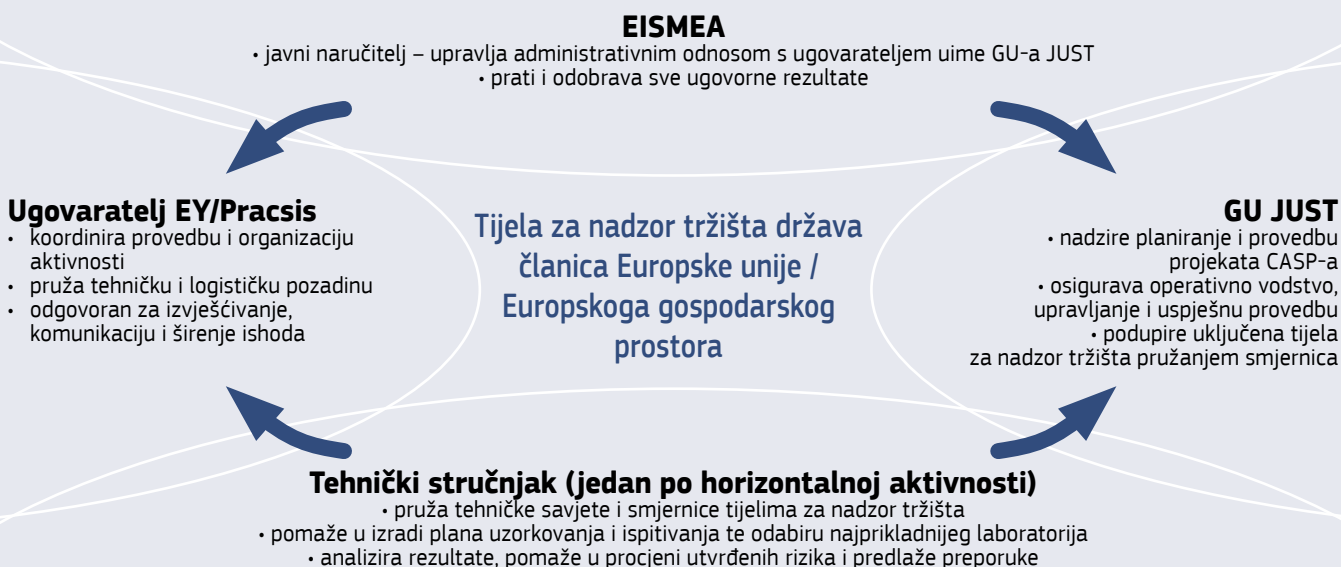 EISMEA
• javni naručitelj – upravlja administrativnim odnosom s ugovarateljem uime GU-a JUST
• prati i odobrava sve ugovorne rezultate
Ugovaratelj EY/Pracsis
• koordinira provedbu i organizaciju
aktivnosti
• pruža tehničku i logističku pozadinu
• odgovoran za izvješćivanje,
komunikaciju i širenje ishoda
Tijela za nadzor tržišta država
članica Europske unije /
Europskoga gospodarskog
prostora
GU JUST
• nadzire planiranje i provedbu
projekata CASP-a
• osigurava operativno vodstvo,
upravljanje i uspješnu provedbu
• podupire uključena tijela
za nadzor tržišta pružanjem smjernica
Tehnički stručnjak (jedan po horizontalnoj aktivnosti)
• pruža tehničke savjete i smjernice tijelima za nadzor tržišta
• pomaže u izradi plana uzorkovanja i ispitivanja te odabiru najprikladnijeg laboratorija
• analizira rezultate, pomaže u procjeni utvrđenih rizika i predlaže preporuke